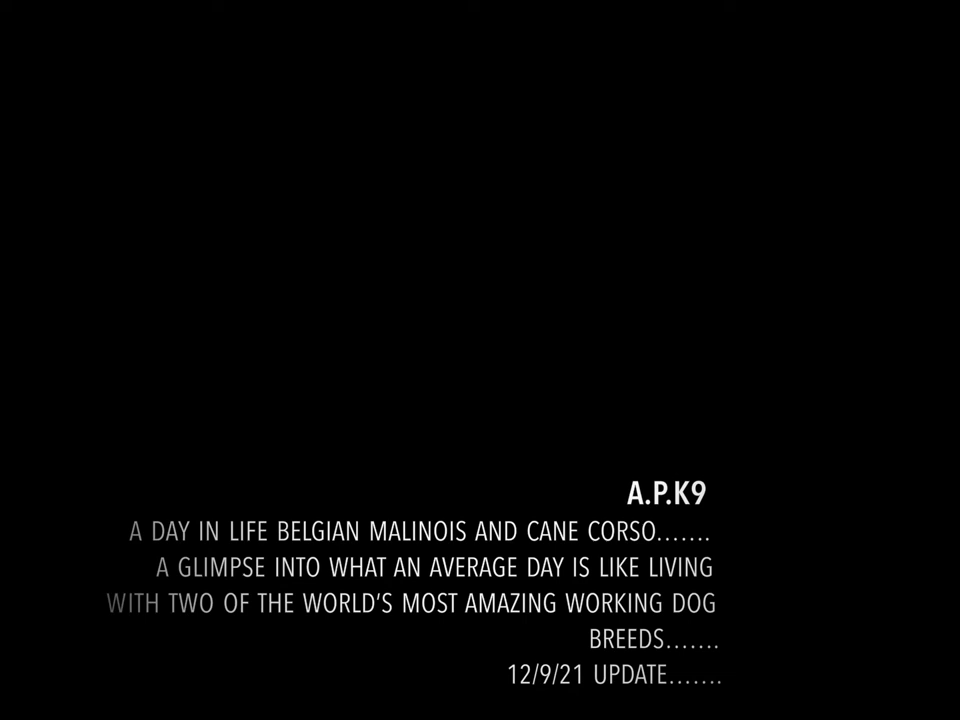 A.P.K9
A DAY IN LIFE BELGIAN MALINOIS AND CANE CORSO…….
A GLIMPSE INTO WHAT AN AVERAGE DAY IS LIKE LIVING
WITH TWO OF THE WORLD’S MOST AMAZING WORKING DOG
BREEDS…….
12/9/21 UPDATE…….